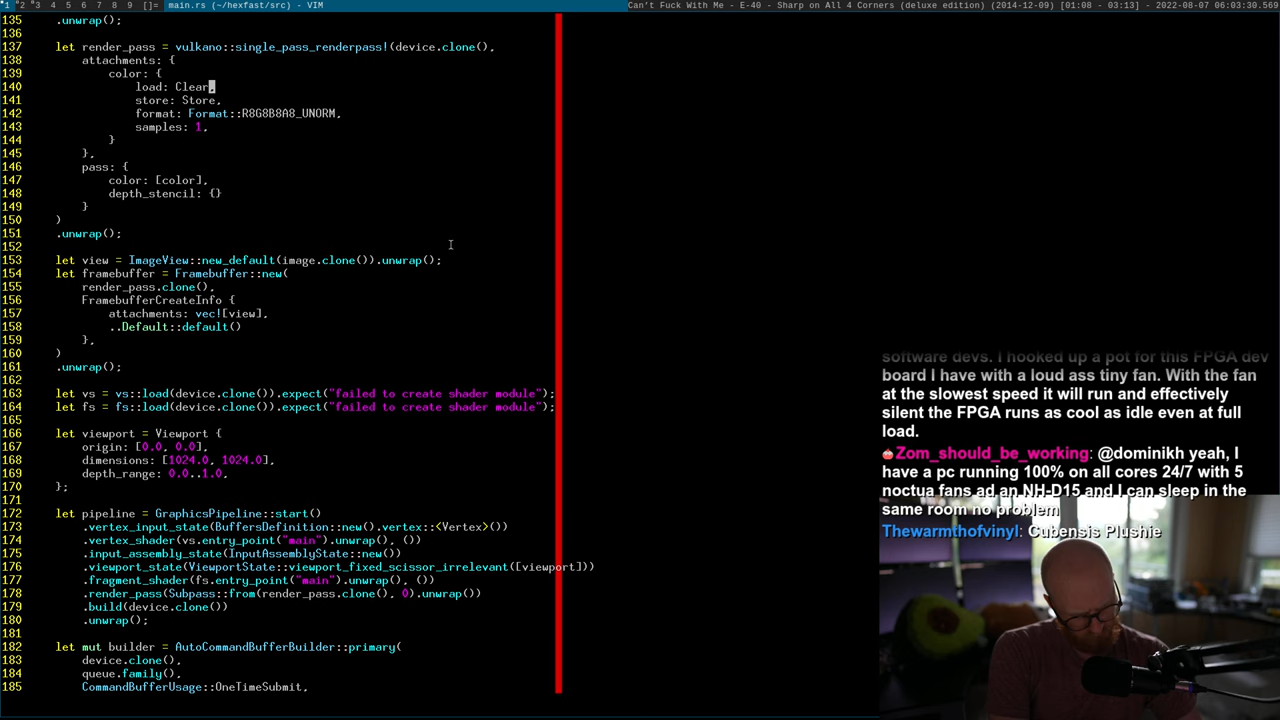 1 2 3 4 5 6 7 8 9 []= main.rs (~/hexfast/src) - VIM Can't Fuck With Me - E-40 - Sharp on All 4 Corners (deluxe edition) (2014-12-09) [01:08 - 03:13] - 2022-08-07 06:03:30.569
135     .unwrap();
136
137     let render_pass = vulkano::single_pass_renderpass!(device.clone(),
138         attachments: {
139             color: {
140                 load: Clear,
141                 store: Store,
142                 format: Format::R8G8B8A8_UNORM,
143                 samples: 1,
144             }
145         },
146         pass: {
147             color: [color],
148             depth_stencil: {}
149         }
150     )
151     .unwrap();
152
153     let view = ImageView::new_default(image.clone()).unwrap();
154     let framebuffer = Framebuffer::new(
155         render_pass.clone(),
156         FramebufferCreateInfo {
157             attachments: vec![view],
158             ..Default::default()
159         },
160     )
161     .unwrap();
162
163     let vs = vs::load(device.clone()).expect("failed to create shader module");
164     let fs = fs::load(device.clone()).expect("failed to create shader module");
165
166     let viewport = Viewport {
167         origin: [0.0, 0.0],
168         dimensions: [1024.0, 1024.0],
169         depth_range: 0.0..1.0,
170     };
171
172     let pipeline = GraphicsPipeline::start()
173         .vertex_input_state(BuffersDefinition::new().vertex::<Vertex>())
174         .vertex_shader(vs.entry_point("main").unwrap(), ())
175         .input_assembly_state(InputAssemblyState::new())
176         .viewport_state(ViewportState::viewport_fixed_scissor_irrelevant([viewport]))
177         .fragment_shader(fs.entry_point("main").unwrap(), ())
178         .render_pass(Subpass::from(render_pass.clone(), 0).unwrap())
179         .build(device.clone())
180         .unwrap();
181
182     let mut builder = AutoCommandBufferBuilder::primary(
183         device.clone(),
184         queue.family(),
185         CommandBufferUsage::OneTimeSubmit,
software devs. I hooked up a pot for this FPGA dev
board I have with a loud ass tiny fan. With the fan
at the slowest speed it will run and effectively
silent the FPGA runs as cool as idle even at full
load.
Zom_should_be_working: @dominikh yeah, I
have a pc running 100% on all cores 24/7 with 5
noctua fans ad an NH-D15 and I can sleep in the
same room no problem
Thewarmthofvinyl: Cubensis Plushie